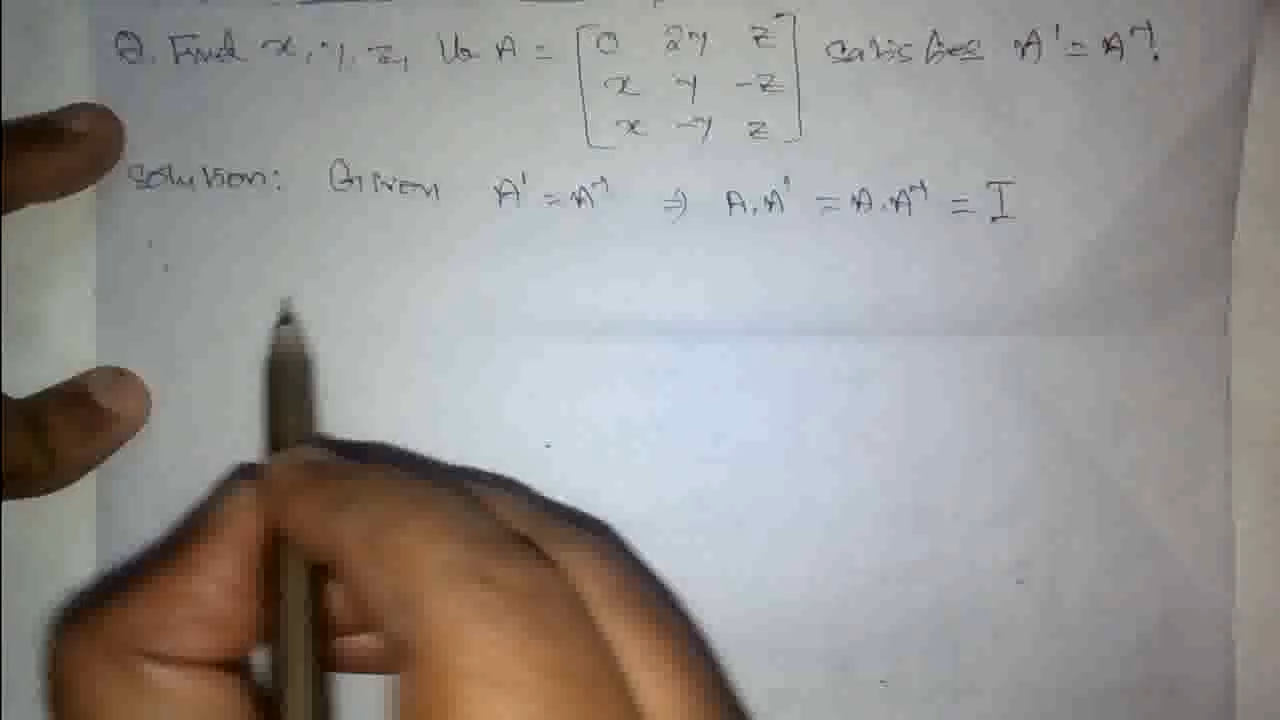 Q. Find x, y, z, if A = [0 2y z
x y -z
x -y z] satisfies A' = A⁻¹.
Solution: Given A' = A⁻¹ ⇒ A.A' = A.A⁻¹ = I